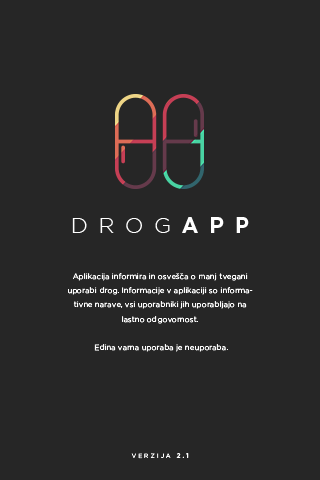 DROGAPP
Aplikacija informira in osvešča o manj tvegani
uporabi drog. Informacije v aplikaciji so informa-
tivne narave, vsi uporabniki jih uporabljajo na
lastno odgovornost.
Edina varna uporaba je neuporaba.
VERZIJA 2.1